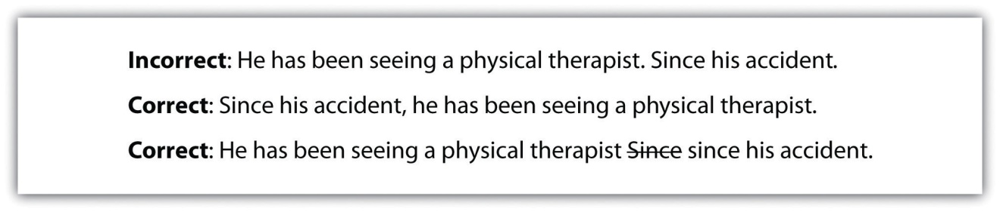 Incorrect: He has been seeing a physical therapist. Since his accident.
Correct: Since his accident, he has been seeing a physical therapist.
Correct: He has been seeing a physical therapist Since since his accident.